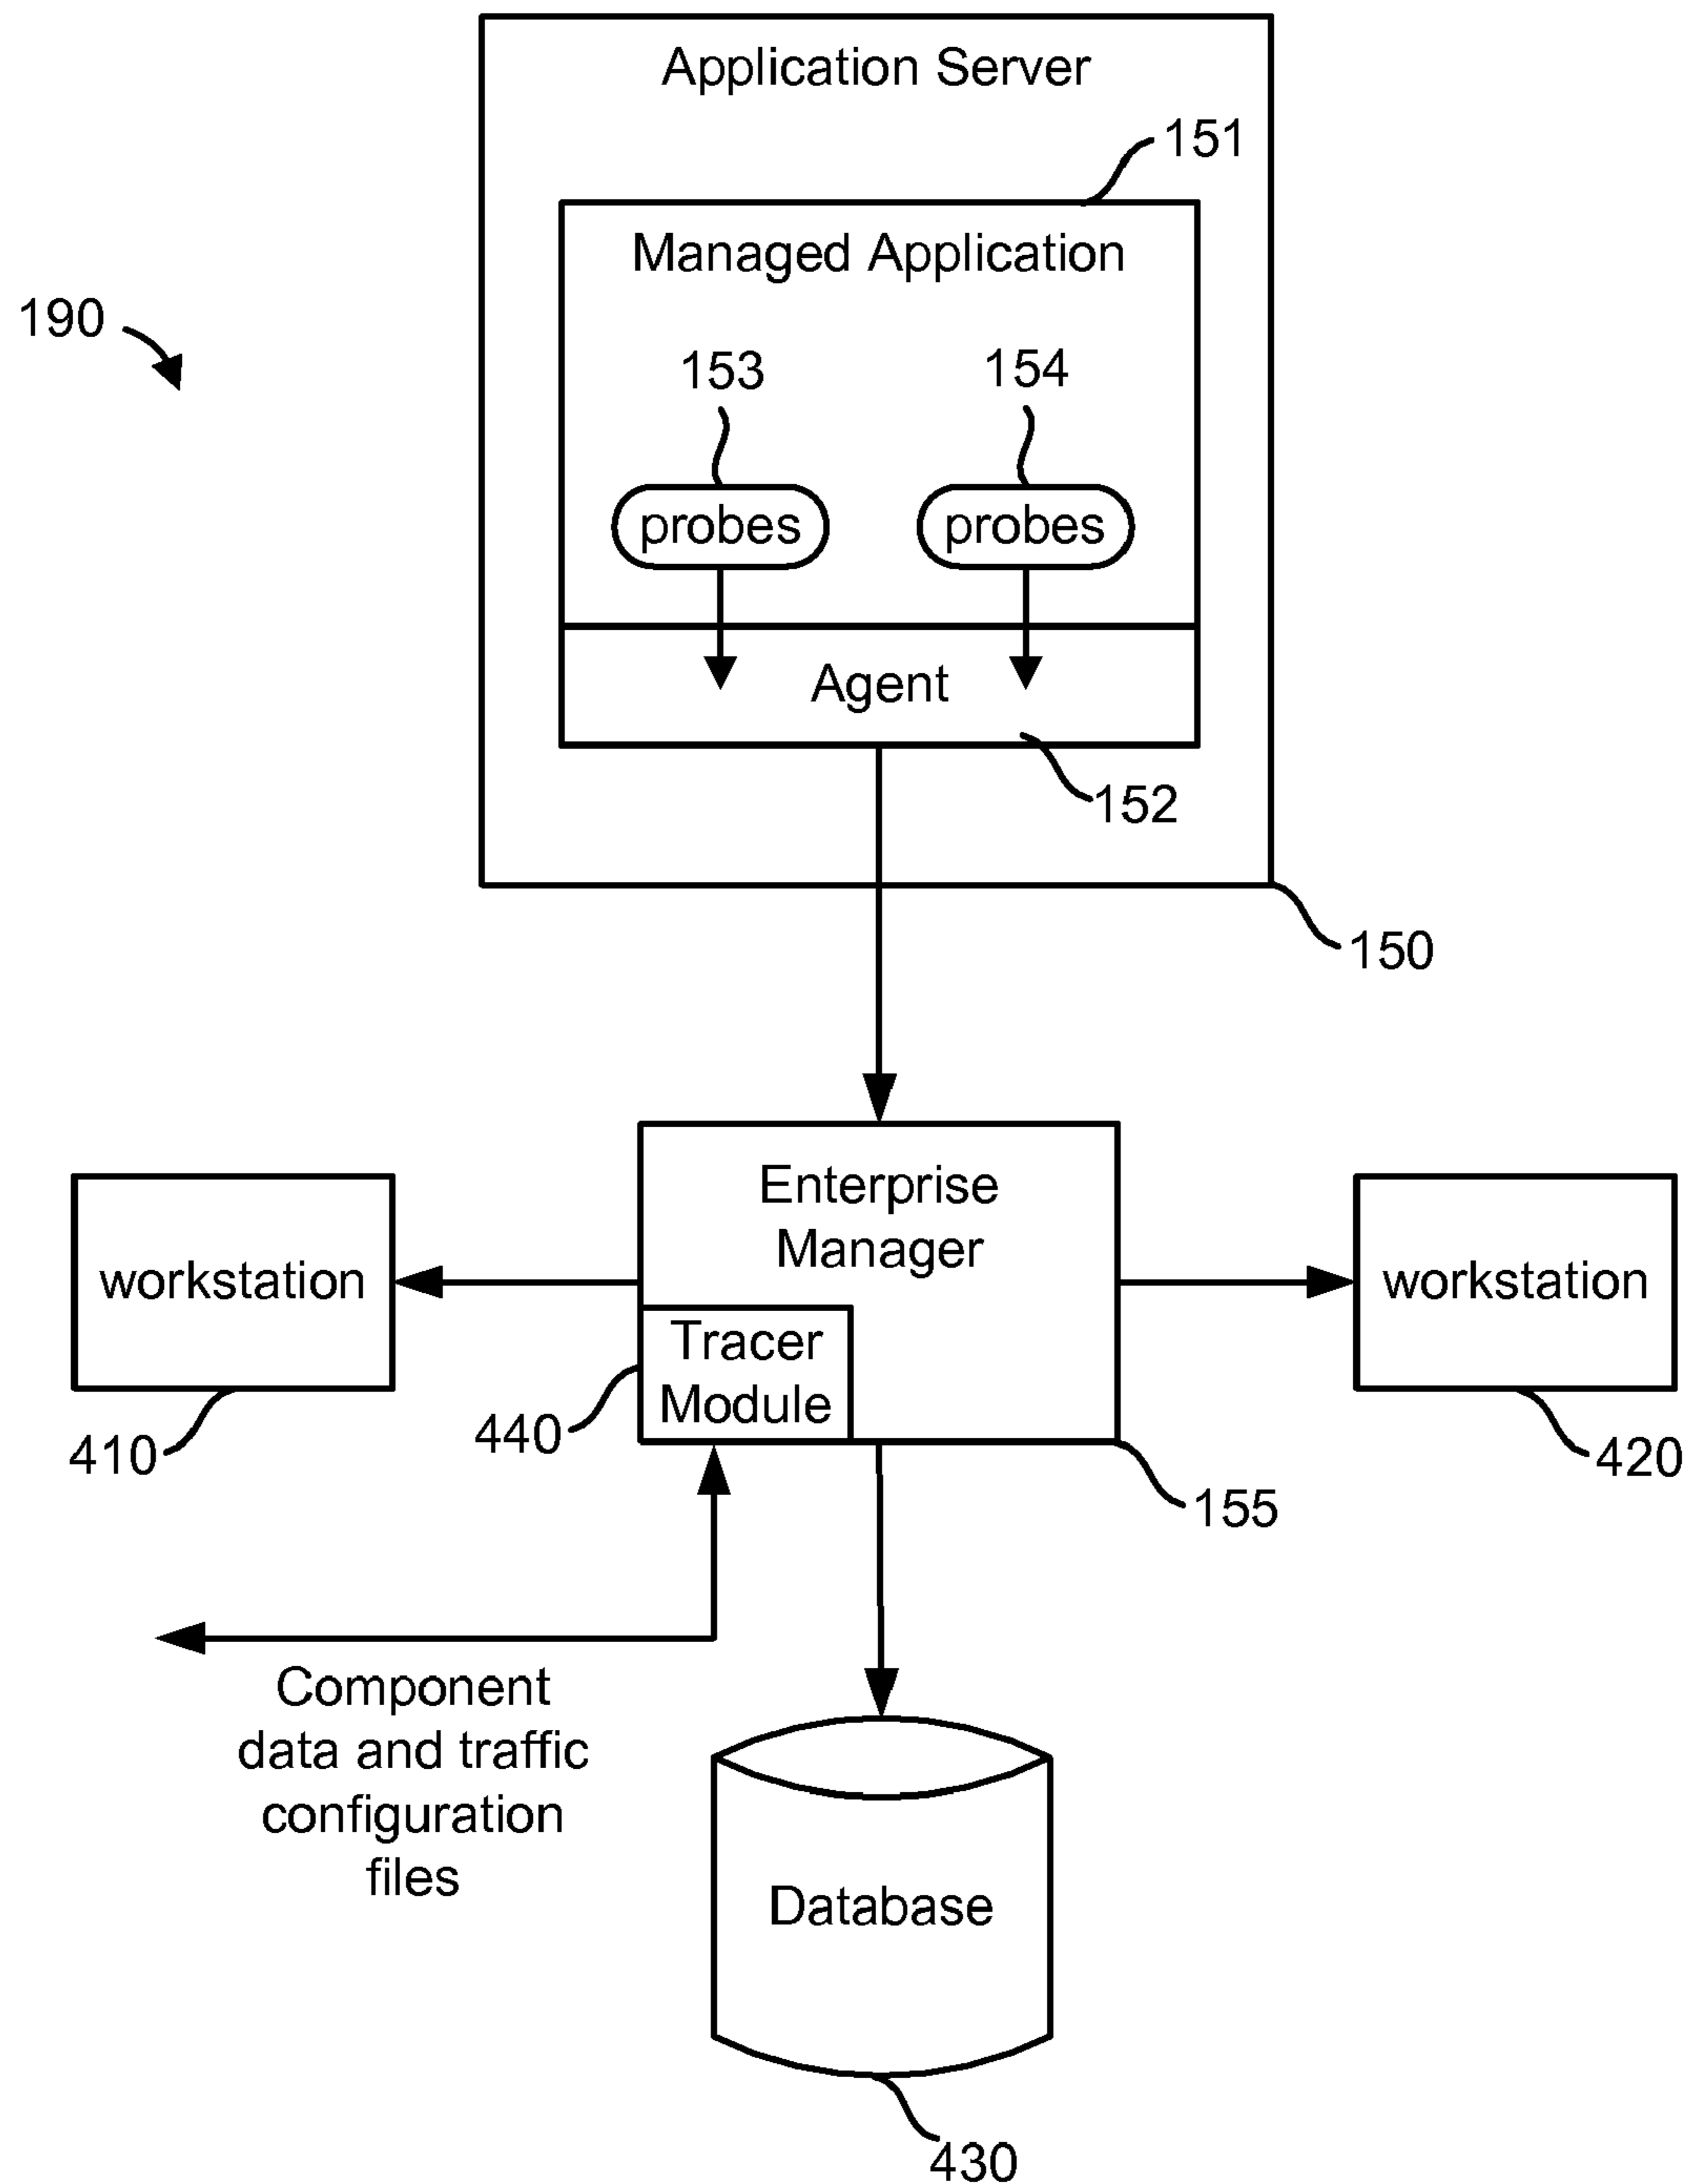 Application Server
151
Managed Application
190
153
154
probes
probes
Agent
152
150
Enterprise
Manager
workstation
workstation
Tracer
Module
440
410
420
155
Component
data and traffic
configuration
files
Database
430